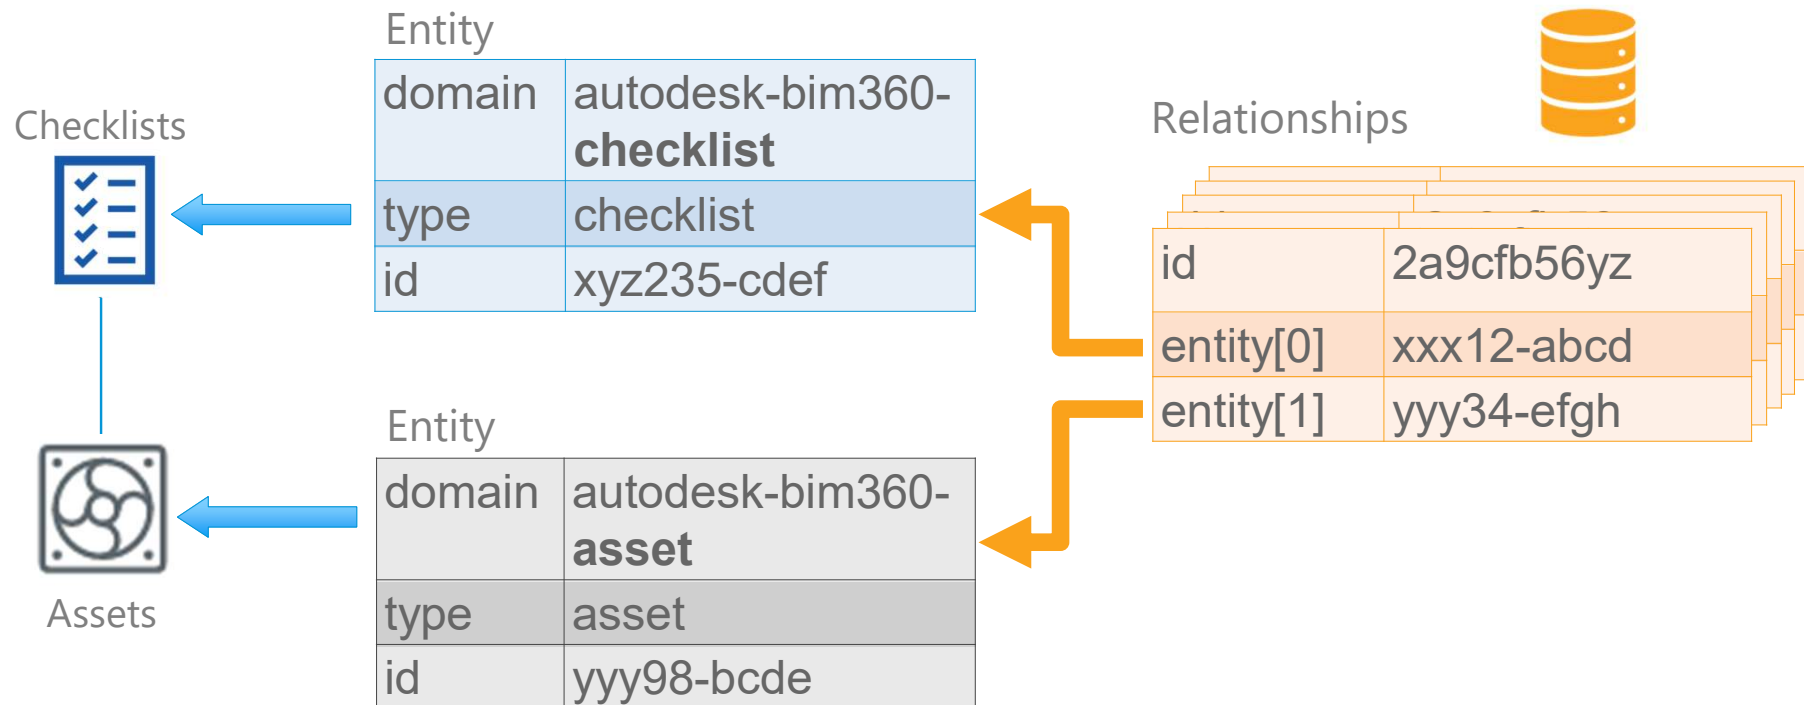 Entity
domain autodesk-bim360-
checklist
type checklist
id xyz235-cdef
Checklists
Relationships
id 2a9cfb56yz
entity[0] xxx12-abcd
entity[1] yyy34-efgh
Entity
domain autodesk-bim360-
asset
type asset
id yyy98-bcde
Assets